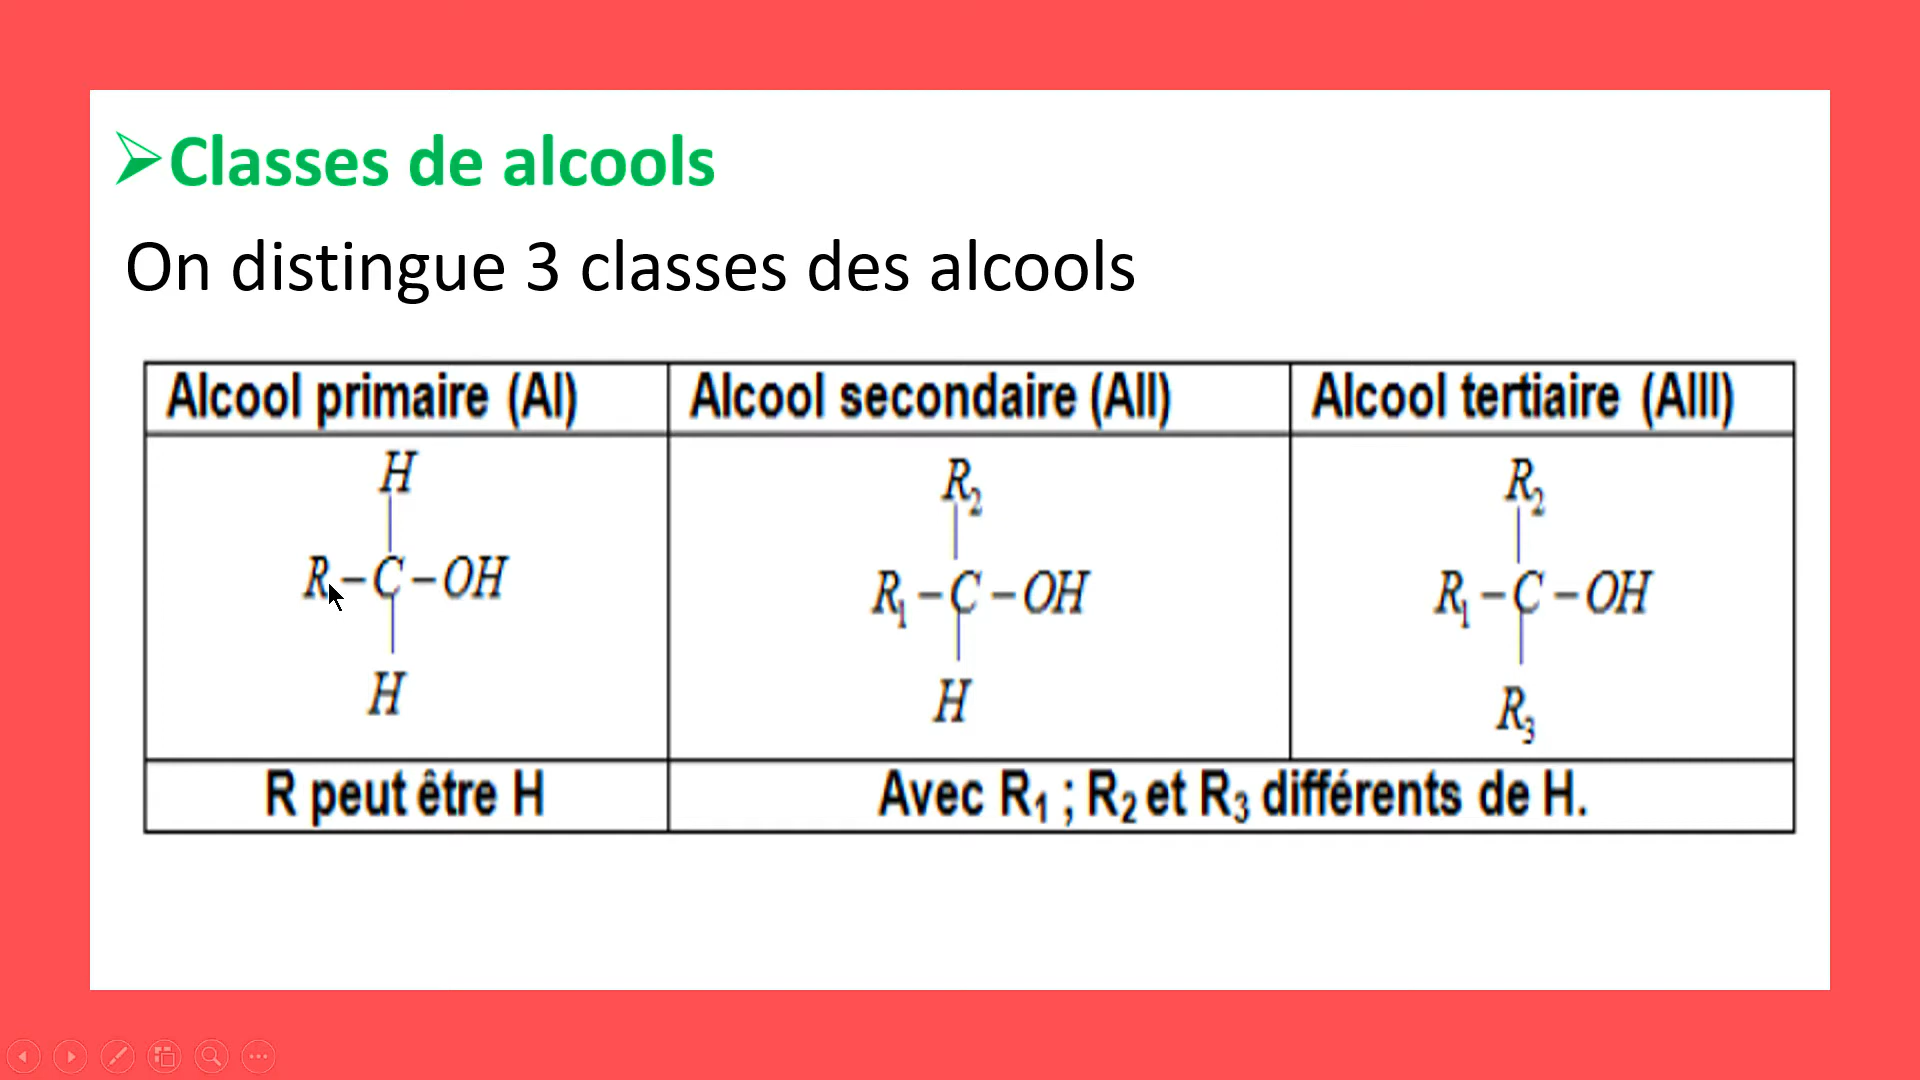 Classes de alcools
On distingue 3 classes des alcools
Alcool primaire (AI)
Alcool secondaire (AII)
Alcool tertiaire (AIII)
H
R – C – OH
H
R₂
R₁ – C – OH
H
R₂
R₁ – C – OH
R₃
R peut être H
Avec R₁ ; R₂ et R₃ différents de H.